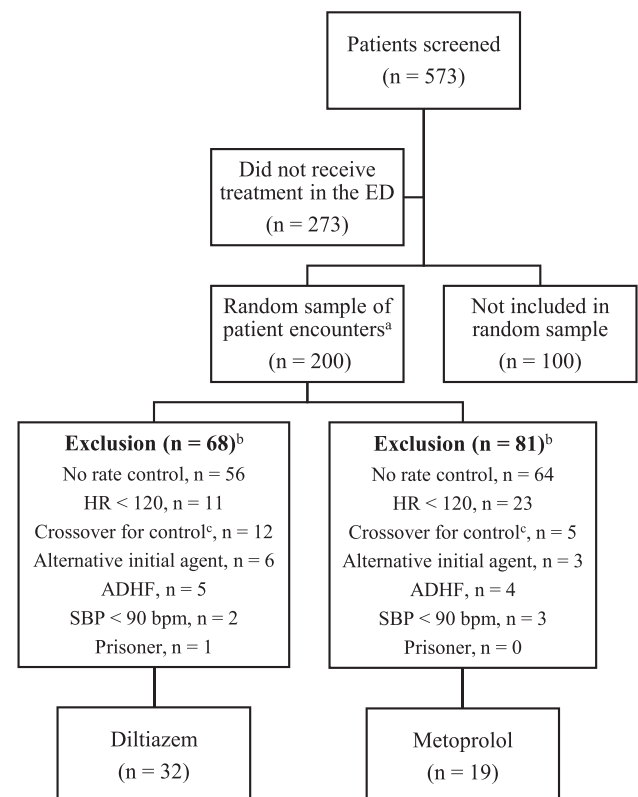 Patients screened
(n = 573)
Did not receive
treatment in the ED
(n = 273)
Random sample of
patient encountersᵃ
(n = 200)
Not included in
random sample
(n = 100)
Exclusion (n = 68)ᵇ
No rate control, n = 56
HR < 120, n = 11
Crossover for controlᶜ, n = 12
Alternative initial agent, n = 6
ADHF, n = 5
SBP < 90 bpm, n = 2
Prisoner, n = 1
Exclusion (n = 81)ᵇ
No rate control, n = 64
HR < 120, n = 23
Crossover for controlᶜ, n = 5
Alternative initial agent, n = 3
ADHF, n = 4
SBP < 90 bpm, n = 3
Prisoner, n = 0
Diltiazem
(n = 32)
Metoprolol
(n = 19)